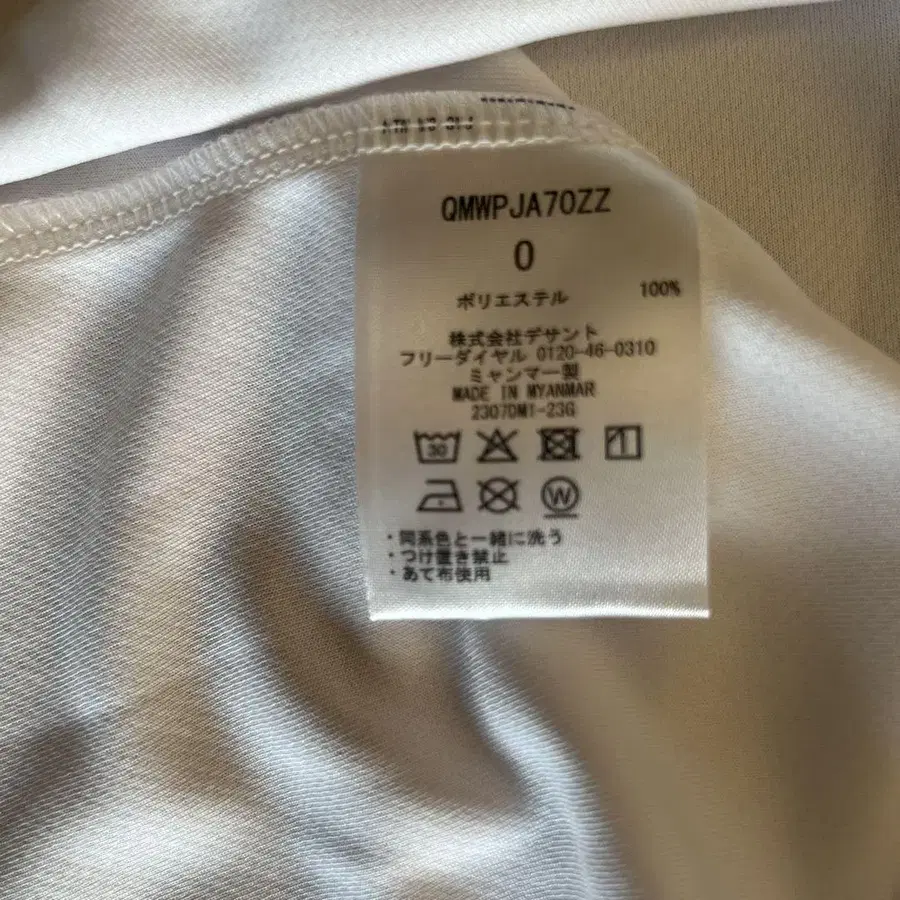 QMWPJA70ZZ
0
ポリエステル 100%
株式会社デサント
フリーダイヤル 0120-46-0310
ミャンマー製
MADE IN MYANMAR
2307DMT-23G
30
W
・同系色と一緒に洗う
・つけ置き禁止
・あて布使用